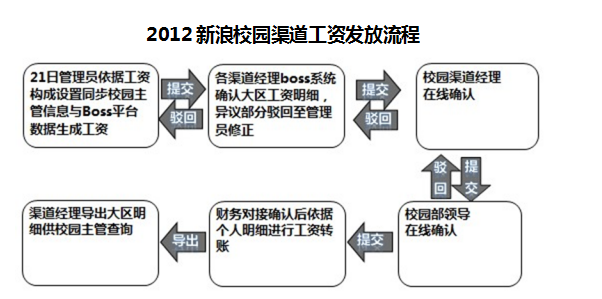 2012 新浪校园渠道工资发放流程
21日管理员依据工资
构成设置同步校园主
管信息与Boss平台
数据生成工资
提交
驳回
各渠道经理boss系统
确认大区工资明细，
异议部分驳回至管理
员修正
提交
驳回
校园渠道经理
在线确认
驳回
提交
校园部领导
在线确认
提交
财务对接确认后依据
个人明细进行工资转
账
导出
渠道经理导出大区明
细供校园主管查询